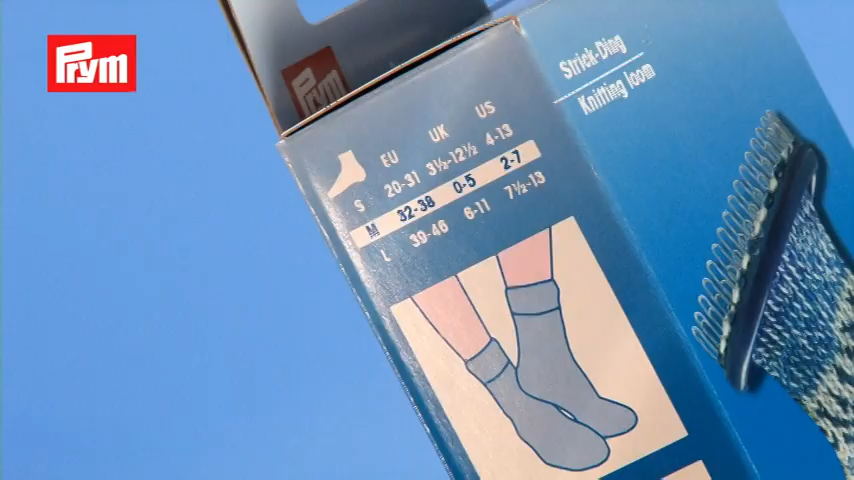 Prym
Prym
Strick-Ding
Knitting loom
EU UK US
S 20-31 3½-12½ 4-13
M 32-38 0-5 2-7
L 39-46 6-11 7½-13